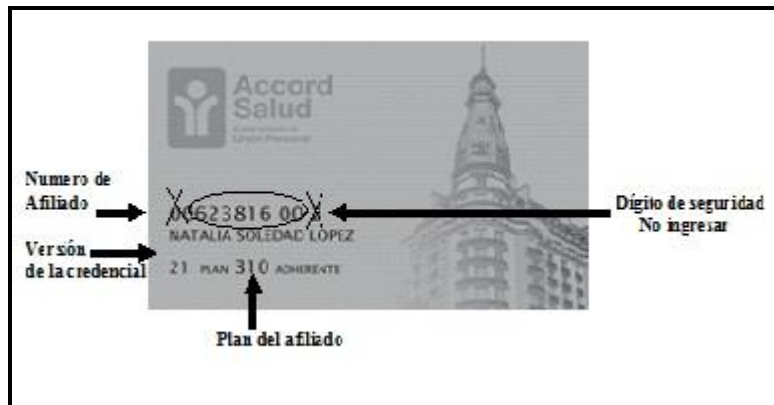 Accord
Salud
Numero de
Afiliado
00623816 00
NATALIA SOLEDAD LOPEZ
Dígito de seguridad
No ingresar
Versión
de la credencial
21 PLAN 310 ADHERENTE
Plan del afiliado